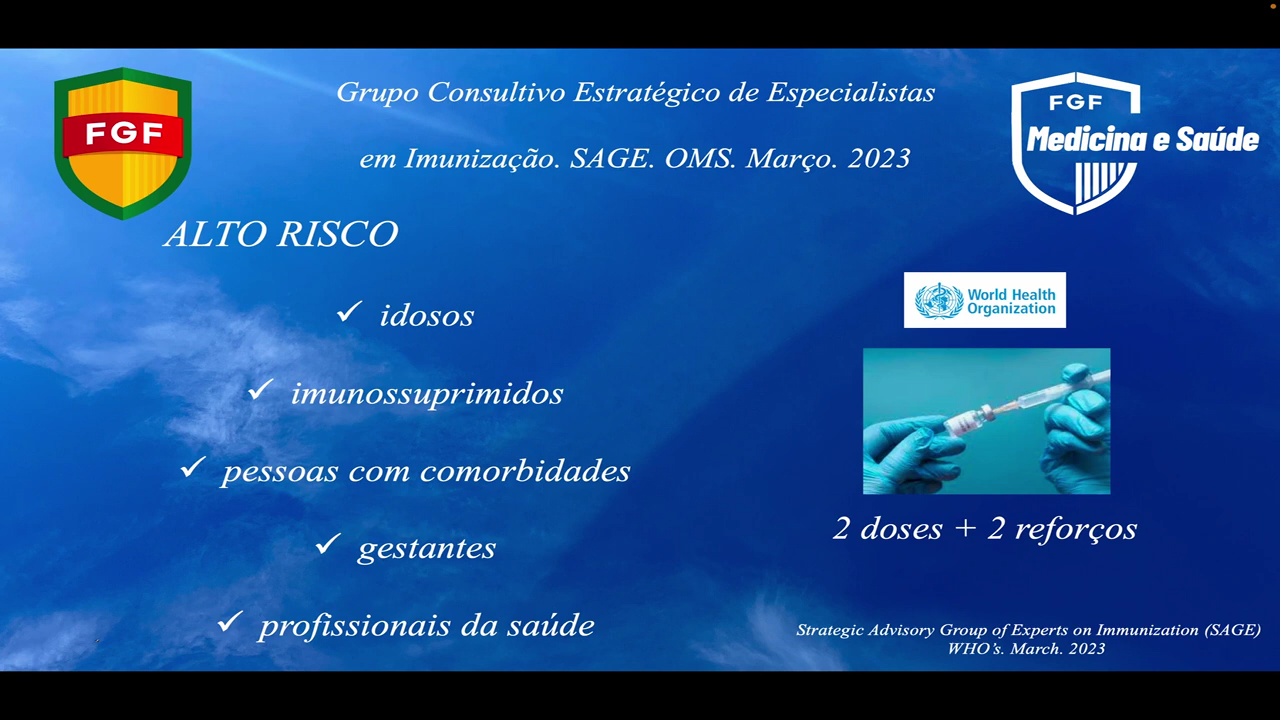 FGF
Grupo Consultivo Estratégico de Especialistas
em Imunização. SAGE. OMS. Março. 2023
FGF
Medicina e Saúde
ALTO RISCO
✓ idosos
✓ imunossuprimidos
✓ pessoas com comorbidades
✓ gestantes
✓ profissionais da saúde
World Health
Organization
2 doses + 2 reforços
Strategic Advisory Group of Experts on Immunization (SAGE)
WHO’s. March. 2023